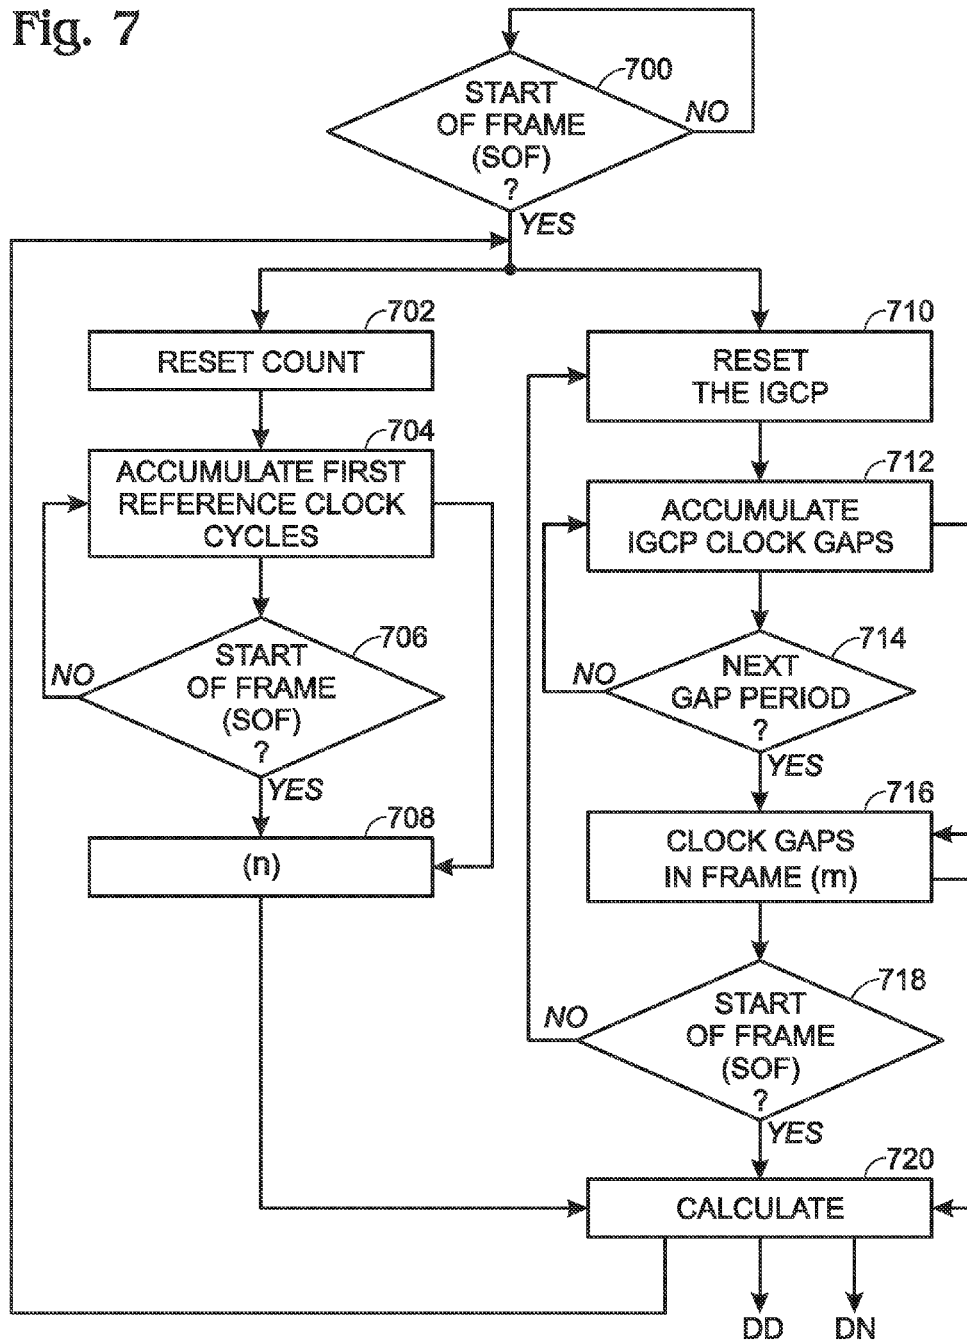 Fig. 7
700
START
OF FRAME
(SOF)
?
NO
YES
702
RESET COUNT
704
ACCUMULATE FIRST
REFERENCE CLOCK
CYCLES
706
START
OF FRAME
(SOF)
?
NO
YES
708
(n)
710
RESET
THE IGCP
712
ACCUMULATE
IGCP CLOCK GAPS
714
NEXT
GAP PERIOD
?
NO
YES
716
CLOCK GAPS
IN FRAME (m)
718
START
OF FRAME
(SOF)
?
NO
YES
720
CALCULATE
DD
DN